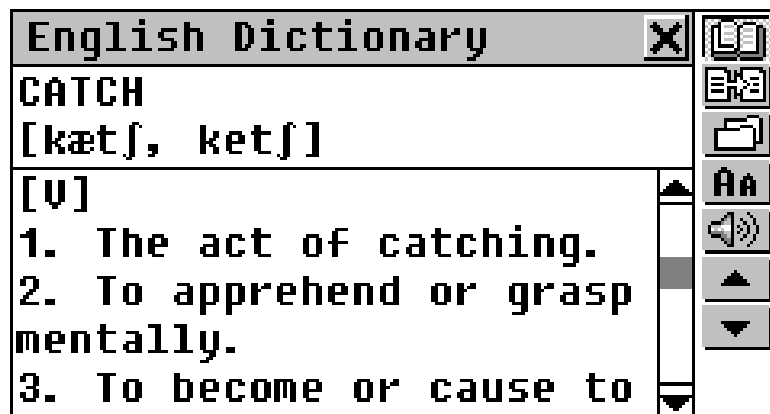 English Dictionary
CATCH
[kætʃ, ketʃ]
[V]
1. The act of catching.
2. To apprehend or grasp
mentally.
3. To become or cause to
AA